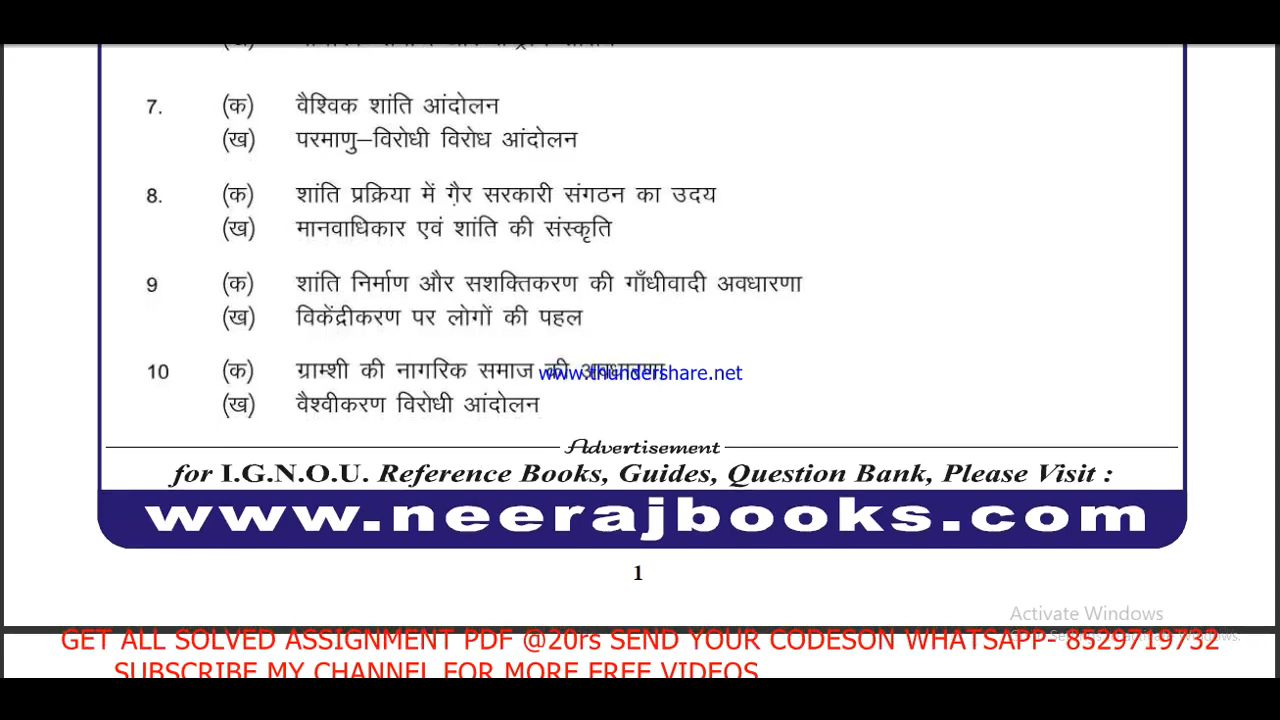 7. (क) वैश्विक शांति आंदोलन
(ख) परमाणु–विरोधी विरोध आंदोलन
8. (क) शांति प्रक्रिया में ग़ैर सरकारी संगठन का उदय
(ख) मानवाधिकार एवं शांति की संस्कृति
9 (क) शांति निर्माण और सशक्तिकरण की गाँधीवादी अवधारणा
(ख) विकेंद्रीकरण पर लोगों की पहल
10 (क) ग्राम्शी की नागरिक समाज की अवधारणा
www.thundershare.net
(ख) वैश्वीकरण विरोधी आंदोलन
Advertisement
for I.G.N.O.U. Reference Books, Guides, Question Bank, Please Visit :
www.neerajbooks.com
1
Activate Windows
GET ALL SOLVED ASSIGNMENT PDF @20rs SEND YOUR CODESON WHATSAPP- 8529719732
SUBSCRIBE MY CHANNEL FOR MORE FREE VIDEOS